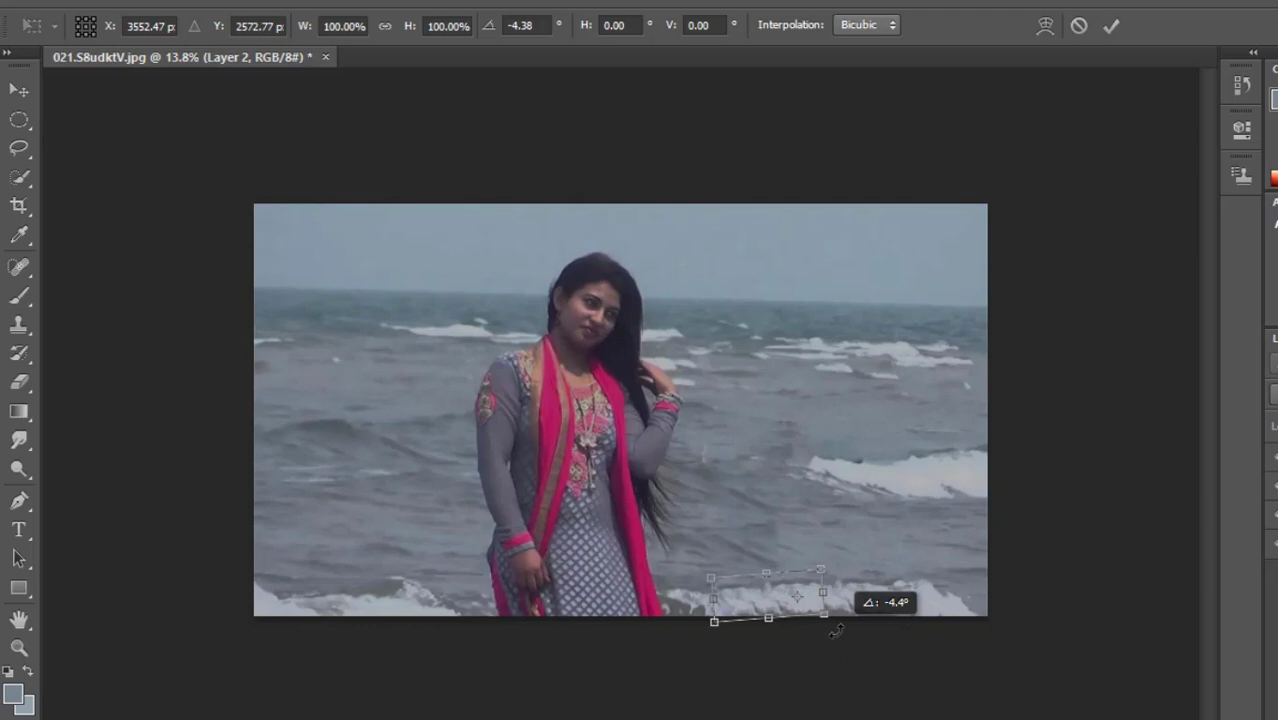 X: 3552.47 p: Y: 2572.77 p: W: 100.00% H: 100.00% -4.38 ° H: 0.00 ° V: 0.00 ° Interpolation: Bicubic
021.S8udktV.jpg @ 13.8% (Layer 2, RGB/8#) * ×
: -4.4°
T